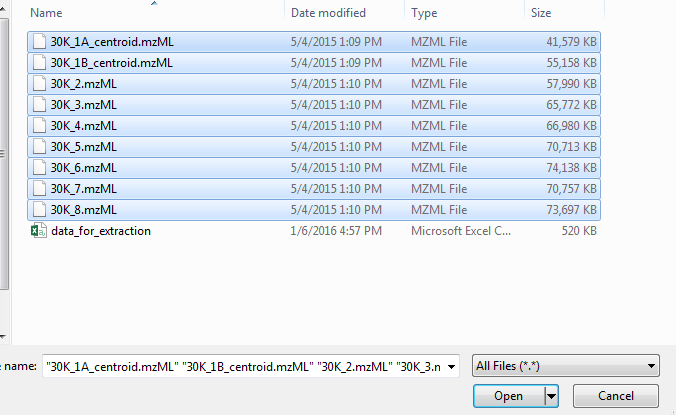 Name Date modified Type Size
30K_1A_centroid.mzML 5/4/2015 1:09 PM MZML File 41,579 KB
30K_1B_centroid.mzML 5/4/2015 1:09 PM MZML File 55,158 KB
30K_2.mzML 5/4/2015 1:10 PM MZML File 57,990 KB
30K_3.mzML 5/4/2015 1:10 PM MZML File 65,772 KB
30K_4.mzML 5/4/2015 1:10 PM MZML File 66,980 KB
30K_5.mzML 5/4/2015 1:10 PM MZML File 70,713 KB
30K_6.mzML 5/4/2015 1:10 PM MZML File 74,138 KB
30K_7.mzML 5/4/2015 1:10 PM MZML File 70,757 KB
30K_8.mzML 5/4/2015 1:10 PM MZML File 73,697 KB
data_for_extraction 1/6/2016 4:57 PM Microsoft Excel C... 520 KB
e name: "30K_1A_centroid.mzML" "30K_1B_centroid.mzML" "30K_2.mzML" "30K_3.n All Files (*.*)
Open Cancel